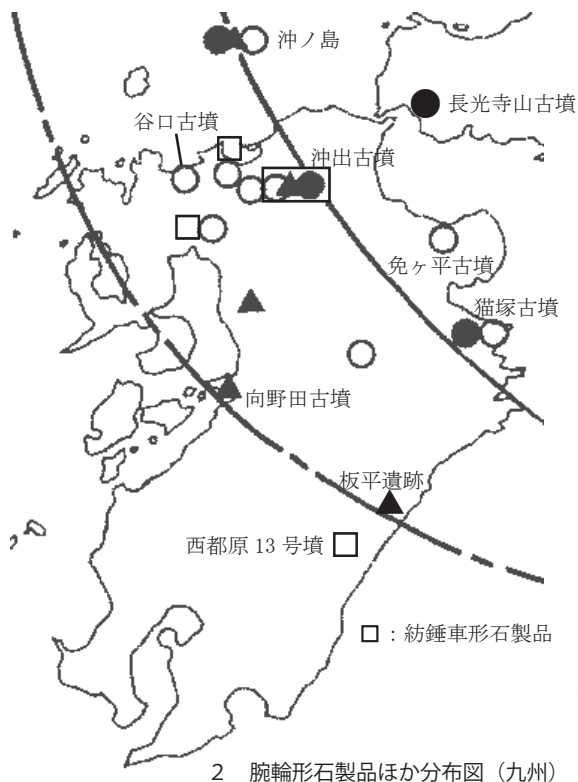 沖ノ島
長光寺山古墳
谷口古墳
沖出古墳
免ヶ平古墳
猫塚古墳
向野田古墳
板平遺跡
西都原 13 号墳
□：紡錘車形石製品
2 腕輪形石製品ほか分布図（九州）